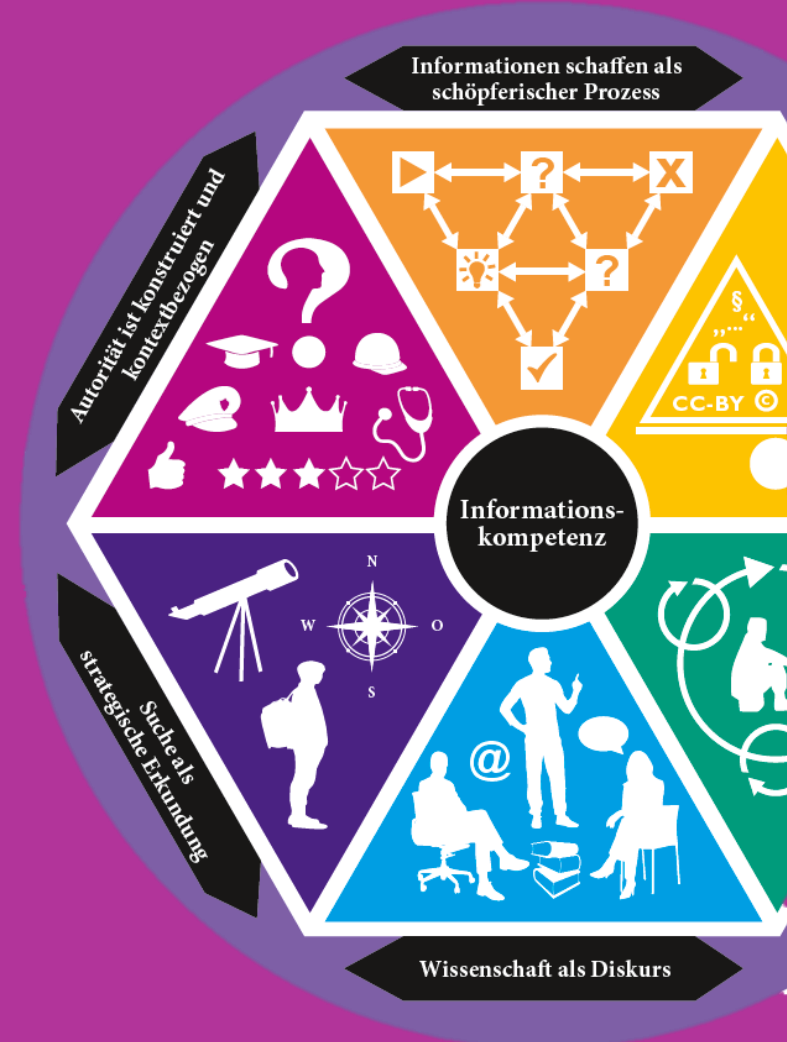 Informationen schaffen als
schöpferischer Prozess
Autorität ist konstruiert und
kontextbezogen
?
X
?
§
„...“
CC-BY ©
Informations-
kompetenz
N
W
O
S
@
Suche als
strategische Erkundung
Wissenschaft als Diskurs